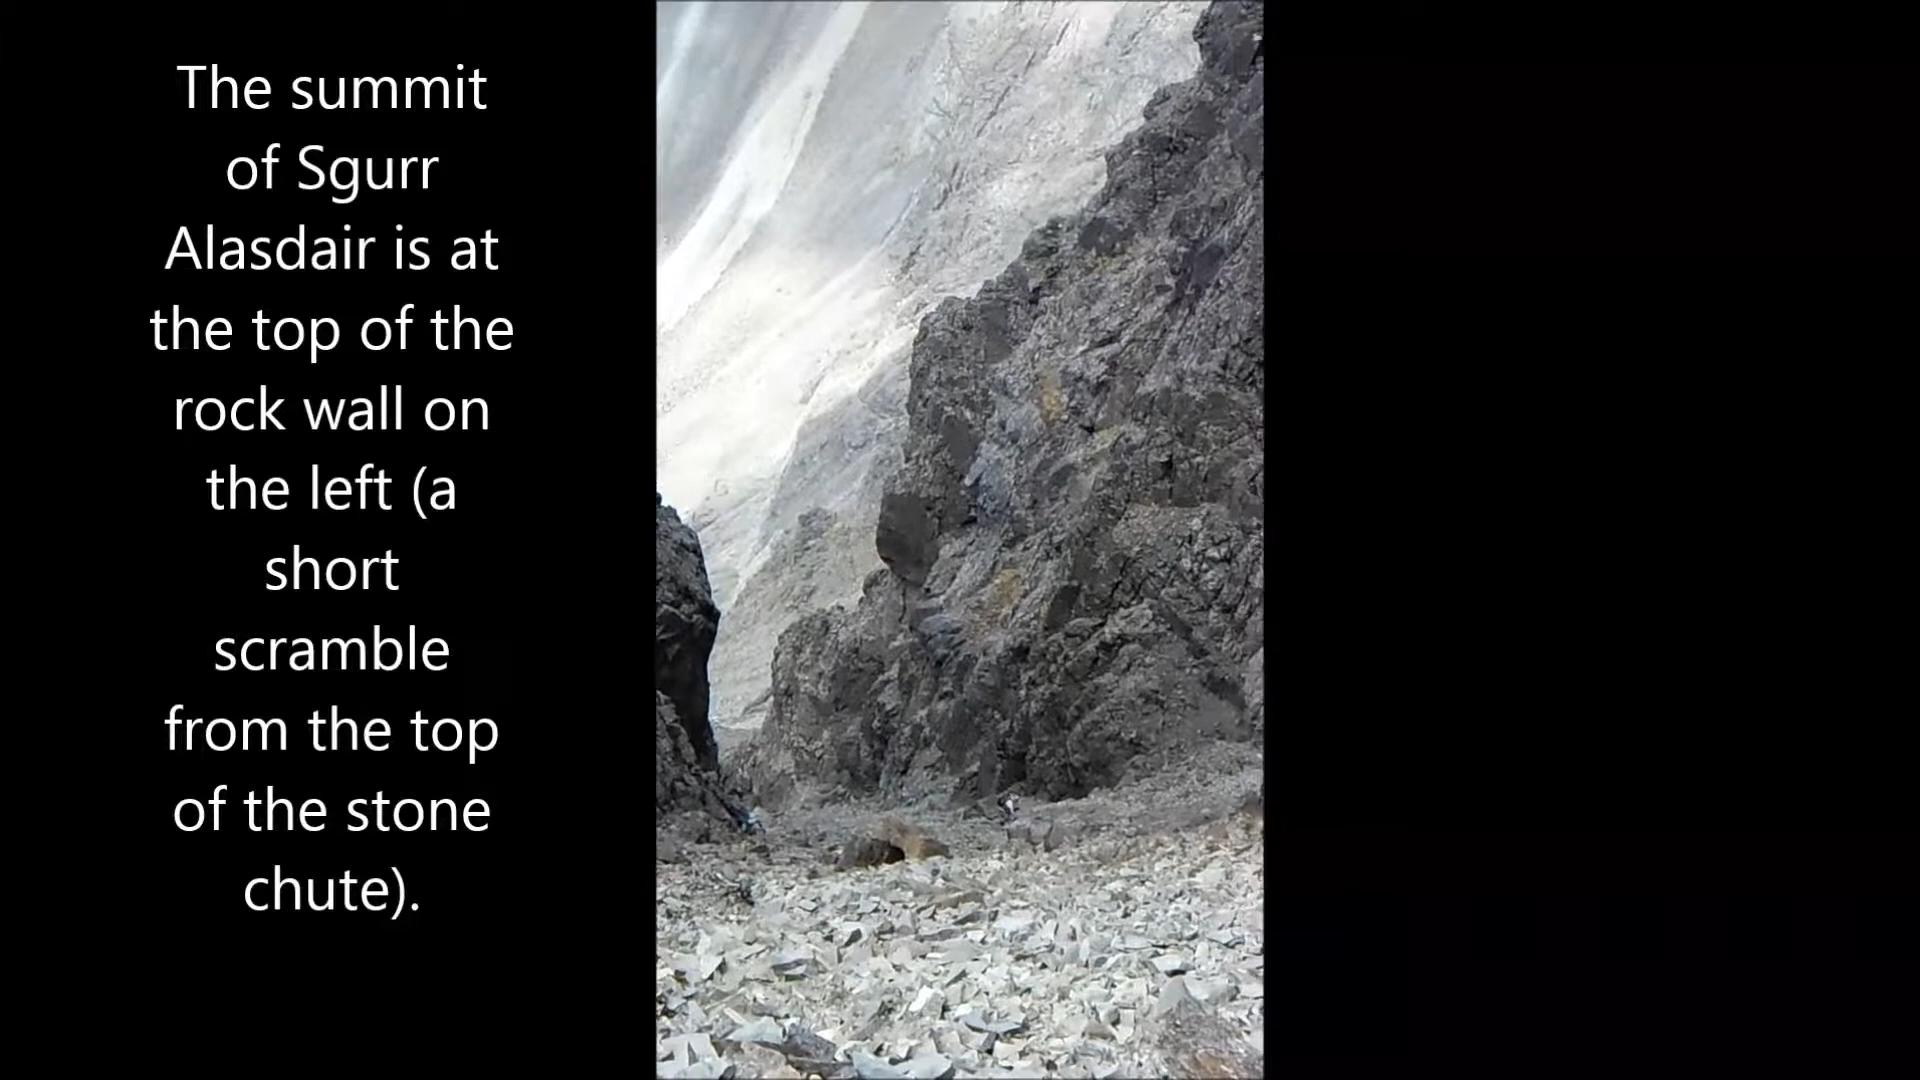 The summit
of Sgurr
Alasdair is at
the top of the
rock wall on
the left (a
short
scramble
from the top
of the stone
chute).